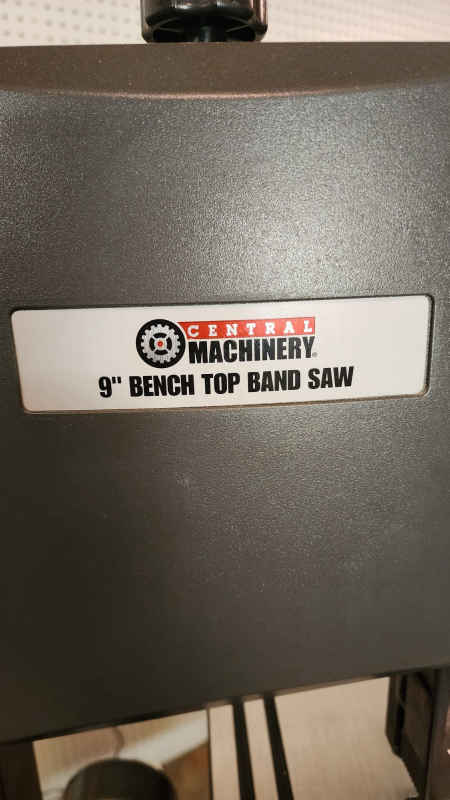 CENTRAL
MACHINERY®
9" BENCH TOP BAND SAW